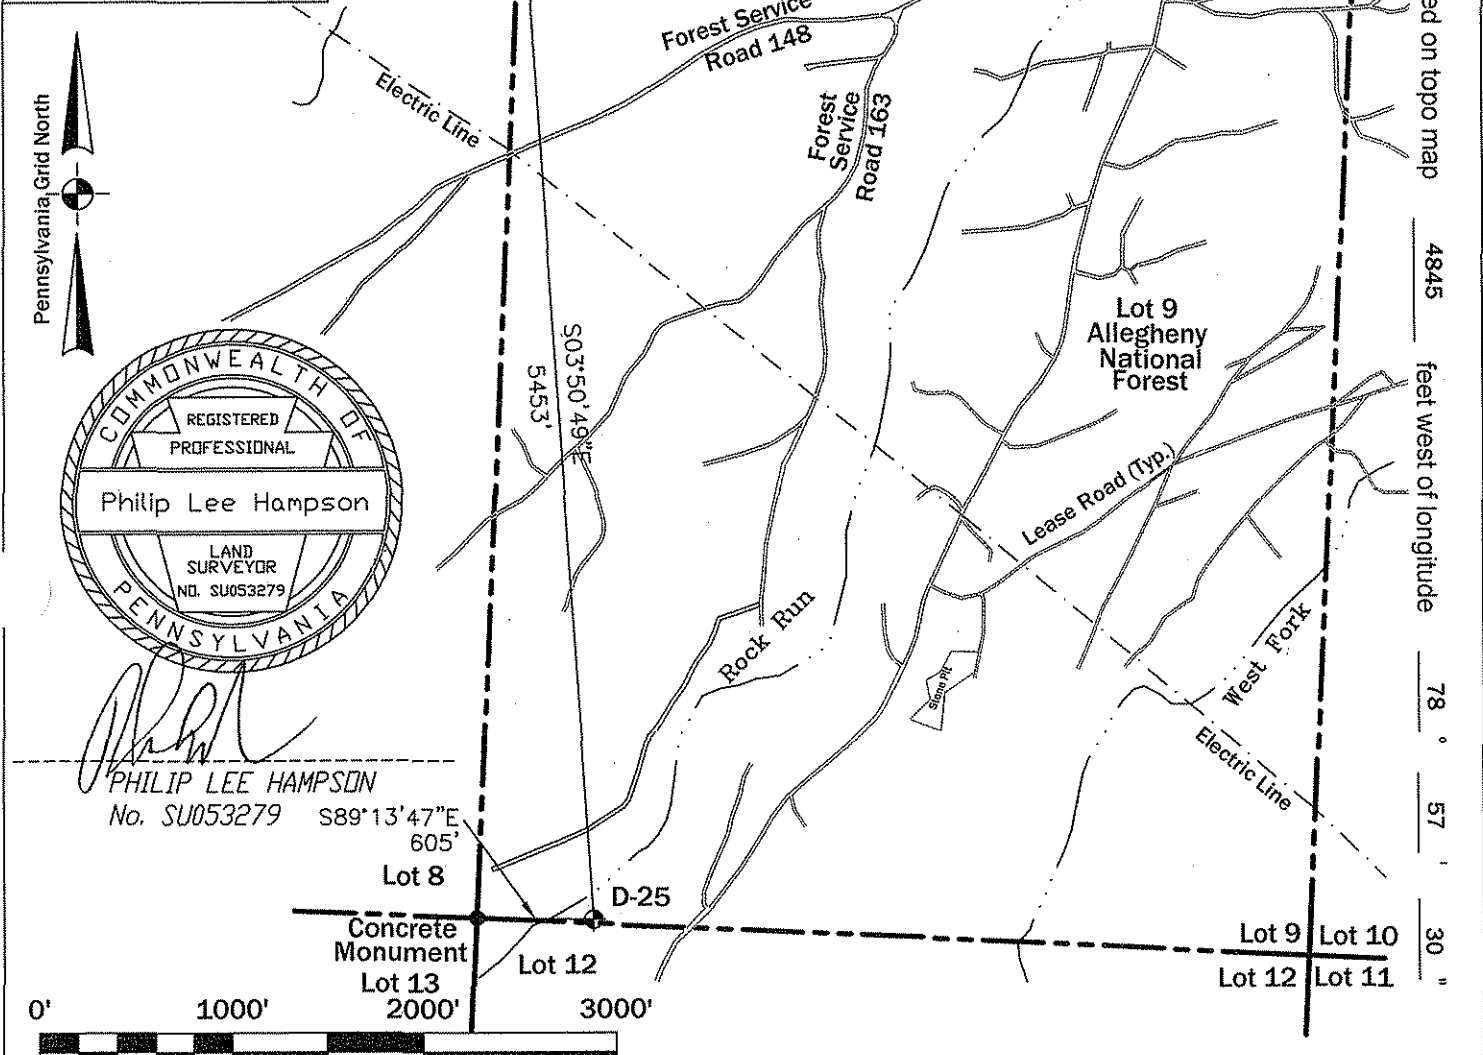 Forest Service
Road 148
Electric Line
Forest
Service
Road 163
Pennsylvania Grid North
ed on topo map
4845
feet west of longitude
78 ° 57 ' 30 "
Lot 9
Allegheny
National
Forest
S03°50'49"E
5453'
COMMONWEALTH OF
REGISTERED
PROFESSIONAL
Philip Lee Hampson
LAND
SURVEYOR
NO. SU053279
PENNSYLVANIA
Lease Road (Typ.)
Rock Run
Stone Pit
West Fork
Electric Line
PHILIP LEE HAMPSON
No. SU053279
S89°13'47"E
605'
Lot 8
D-25
Concrete
Monument
Lot 12
Lot 13
Lot 9
Lot 10
Lot 12
Lot 11
0' 1000' 2000' 3000'